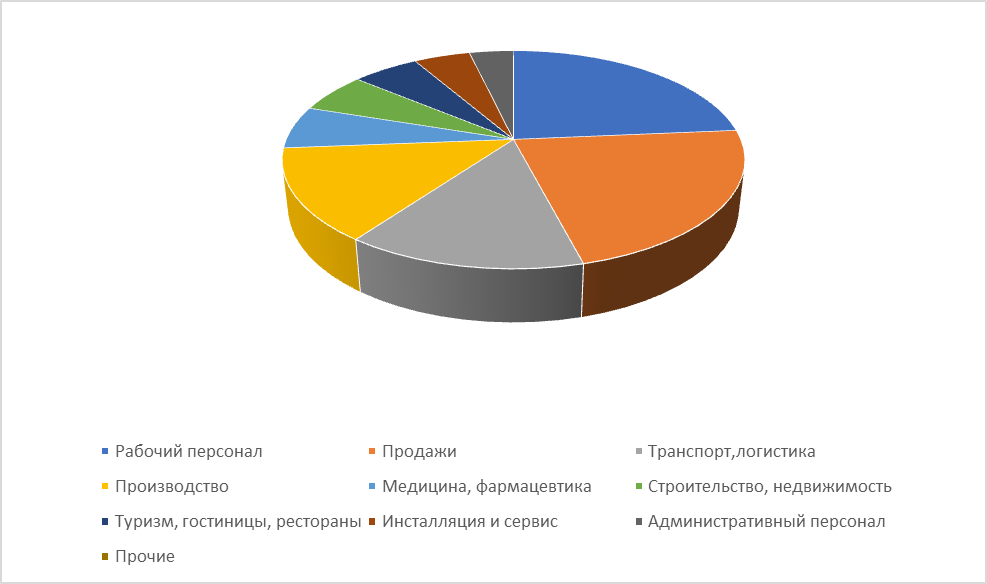 Рабочий персонал
Продажи
Транспорт,логистика
Производство
Медицина, фармацевтика
Строительство, недвижимость
Туризм, гостиницы, рестораны
Инсталляция и сервис
Административный персонал
Прочие